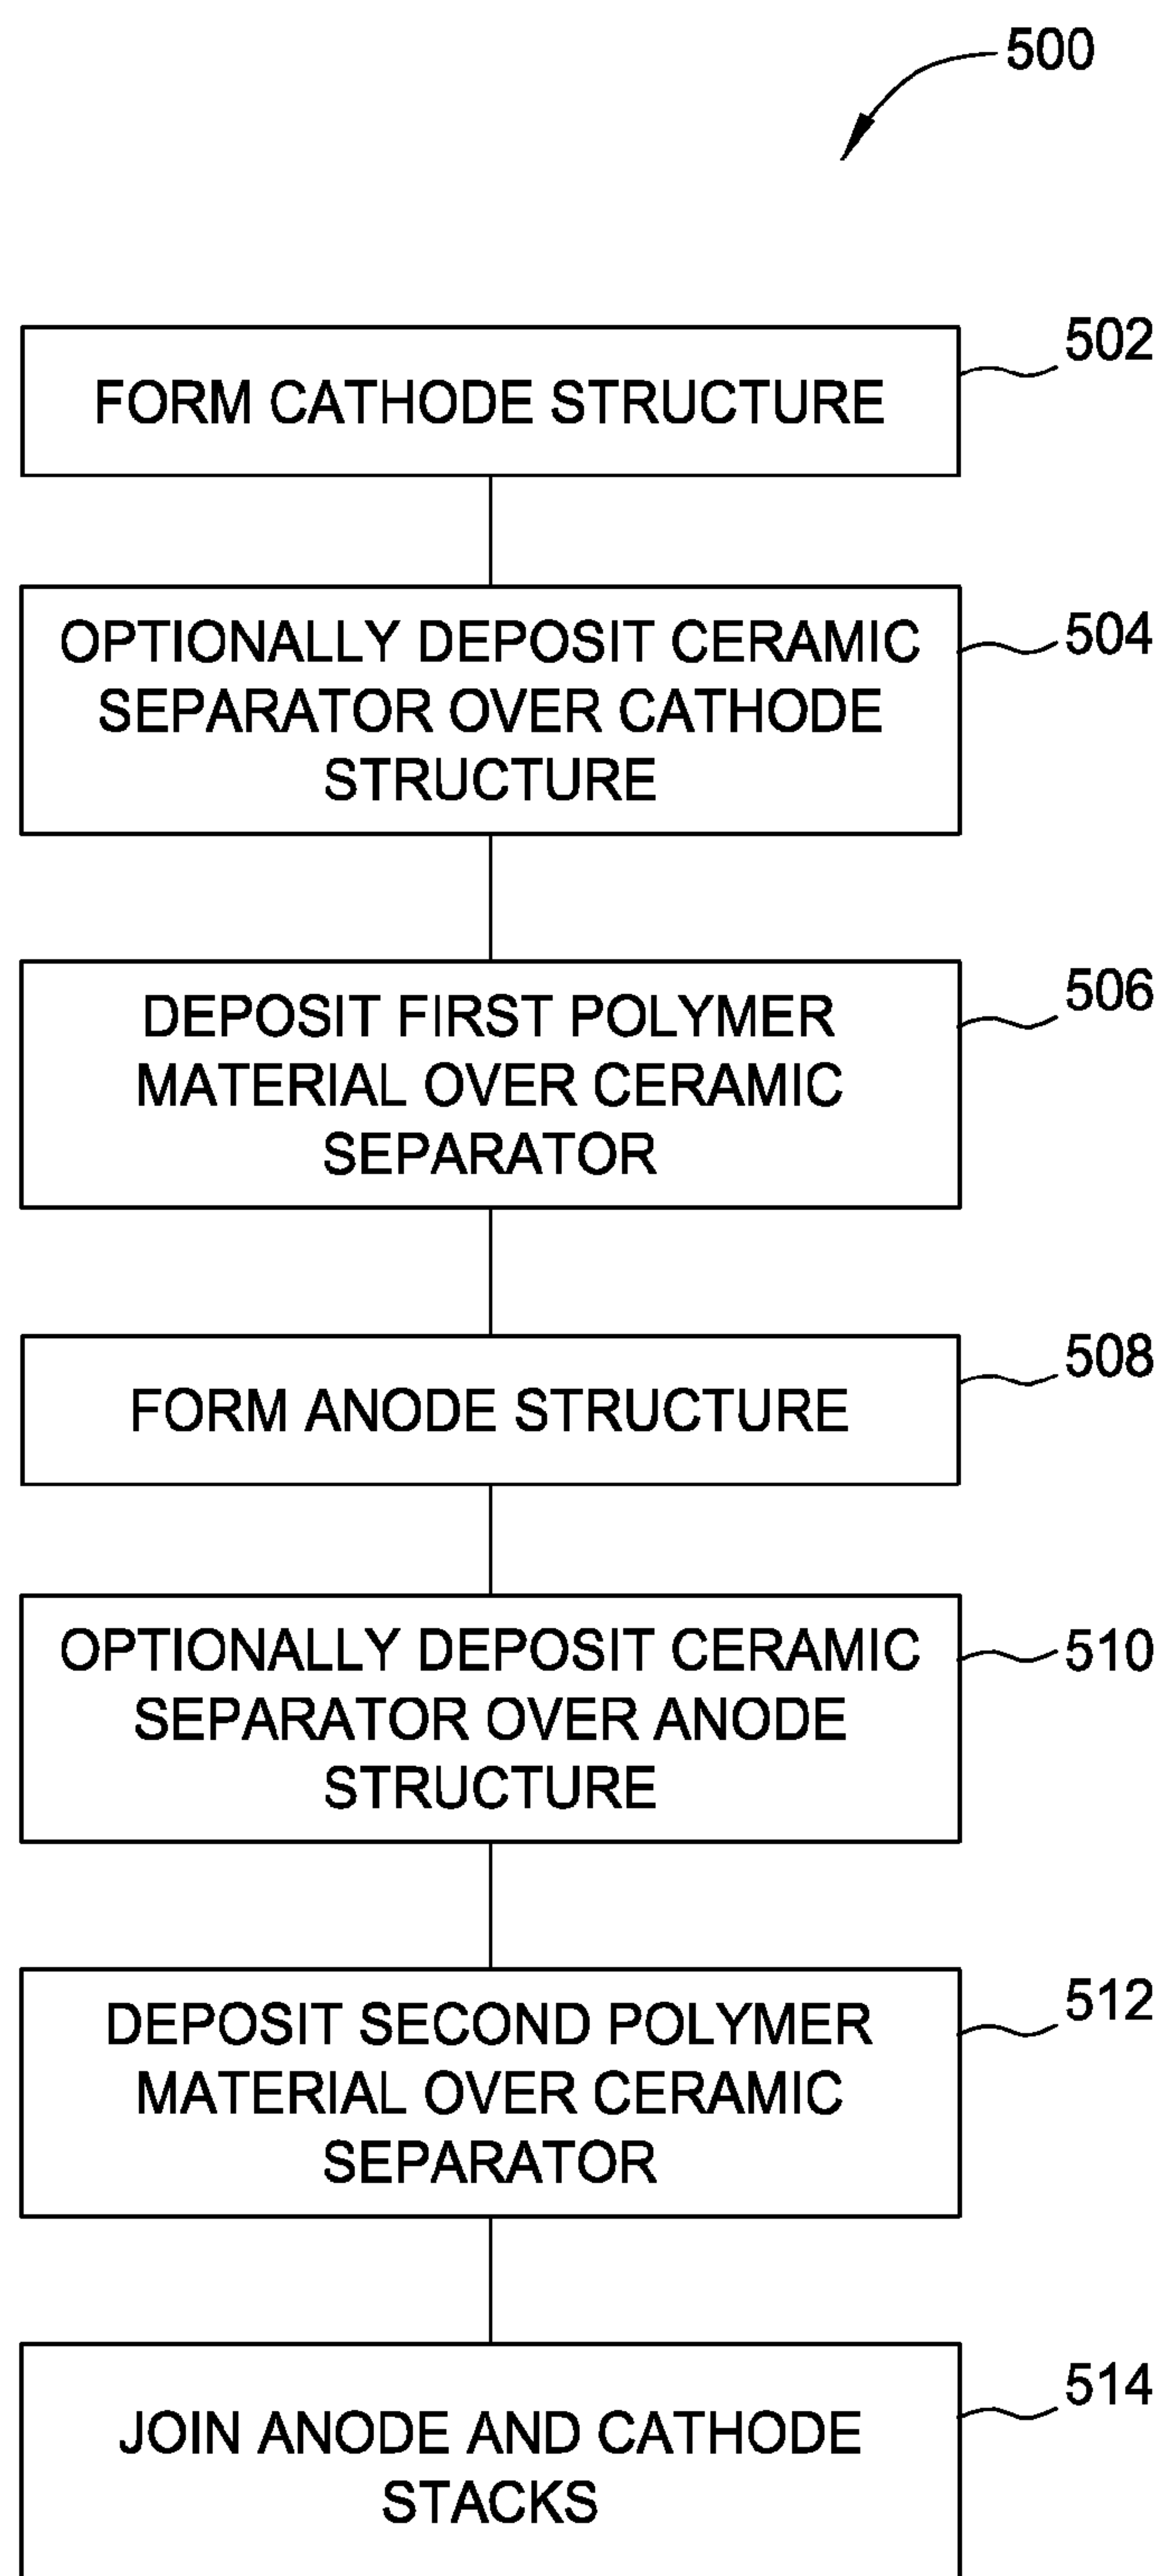 500
502
FORM CATHODE STRUCTURE
504
OPTIONALLY DEPOSIT CERAMIC
SEPARATOR OVER CATHODE
STRUCTURE
506
DEPOSIT FIRST POLYMER
MATERIAL OVER CERAMIC
SEPARATOR
508
FORM ANODE STRUCTURE
510
OPTIONALLY DEPOSIT CERAMIC
SEPARATOR OVER ANODE
STRUCTURE
512
DEPOSIT SECOND POLYMER
MATERIAL OVER CERAMIC
SEPARATOR
514
JOIN ANODE AND CATHODE
STACKS